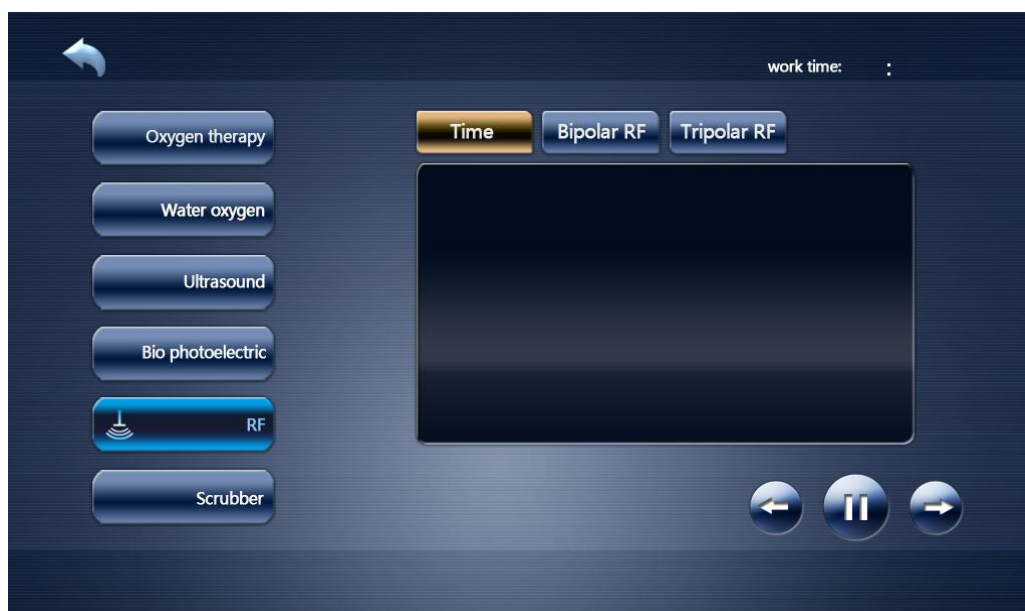 work time: :
Oxygen therapy
Water oxygen
Ultrasound
Bio photoelectric
RF
Scrubber
Time
Bipolar RF
Tripolar RF